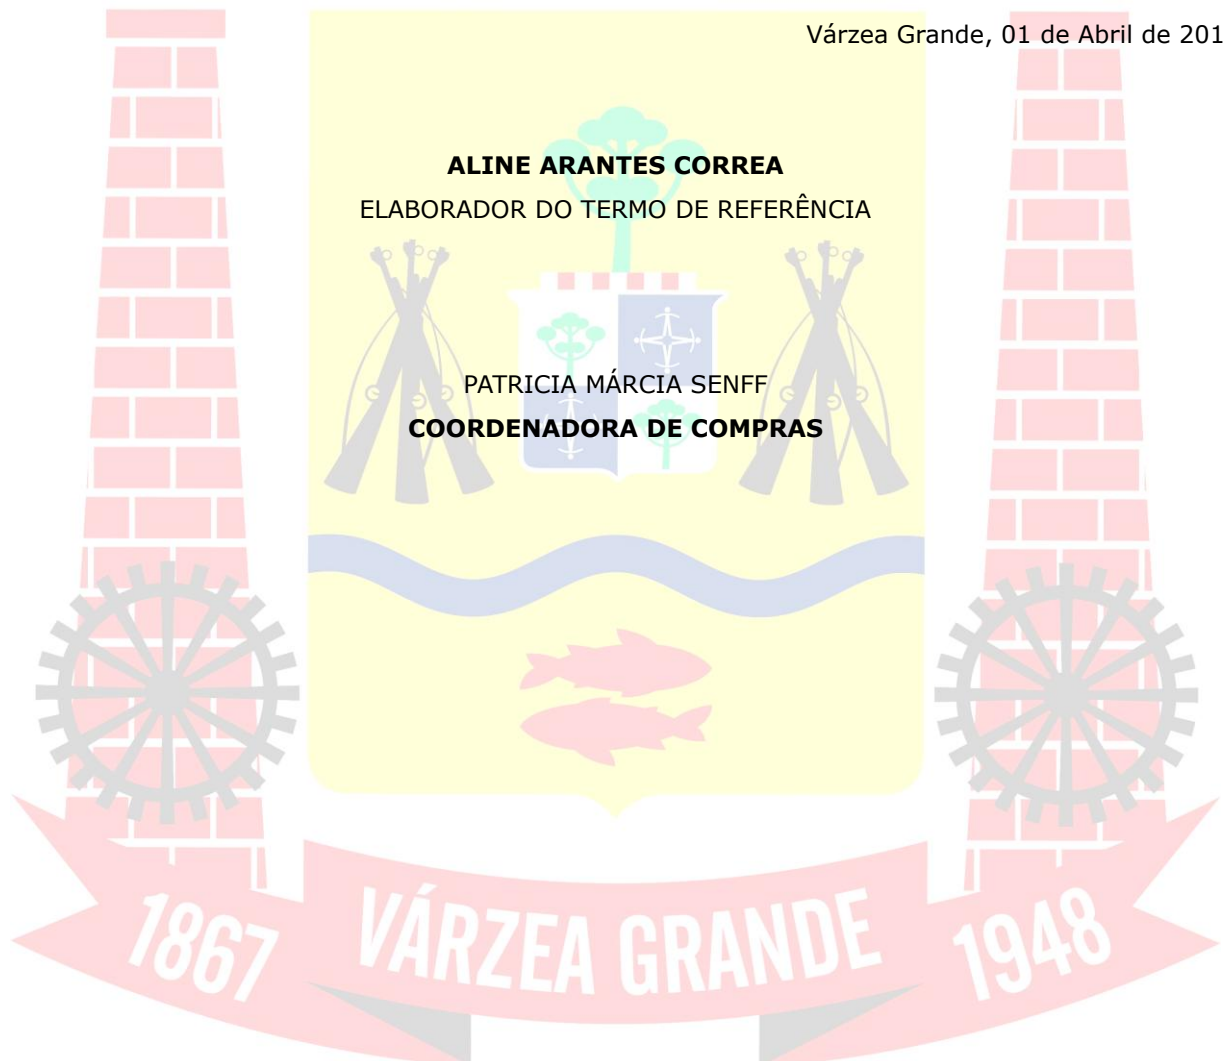 Várzea Grande, 01 de Abril de 201
ALINE ARANTES CORREA
ELABORADOR DO TERMO DE REFERÊNCIA
PATRICIA MÁRCIA SENFF
COORDENADORA DE COMPRAS
1867 VÁRZEA GRANDE 1948